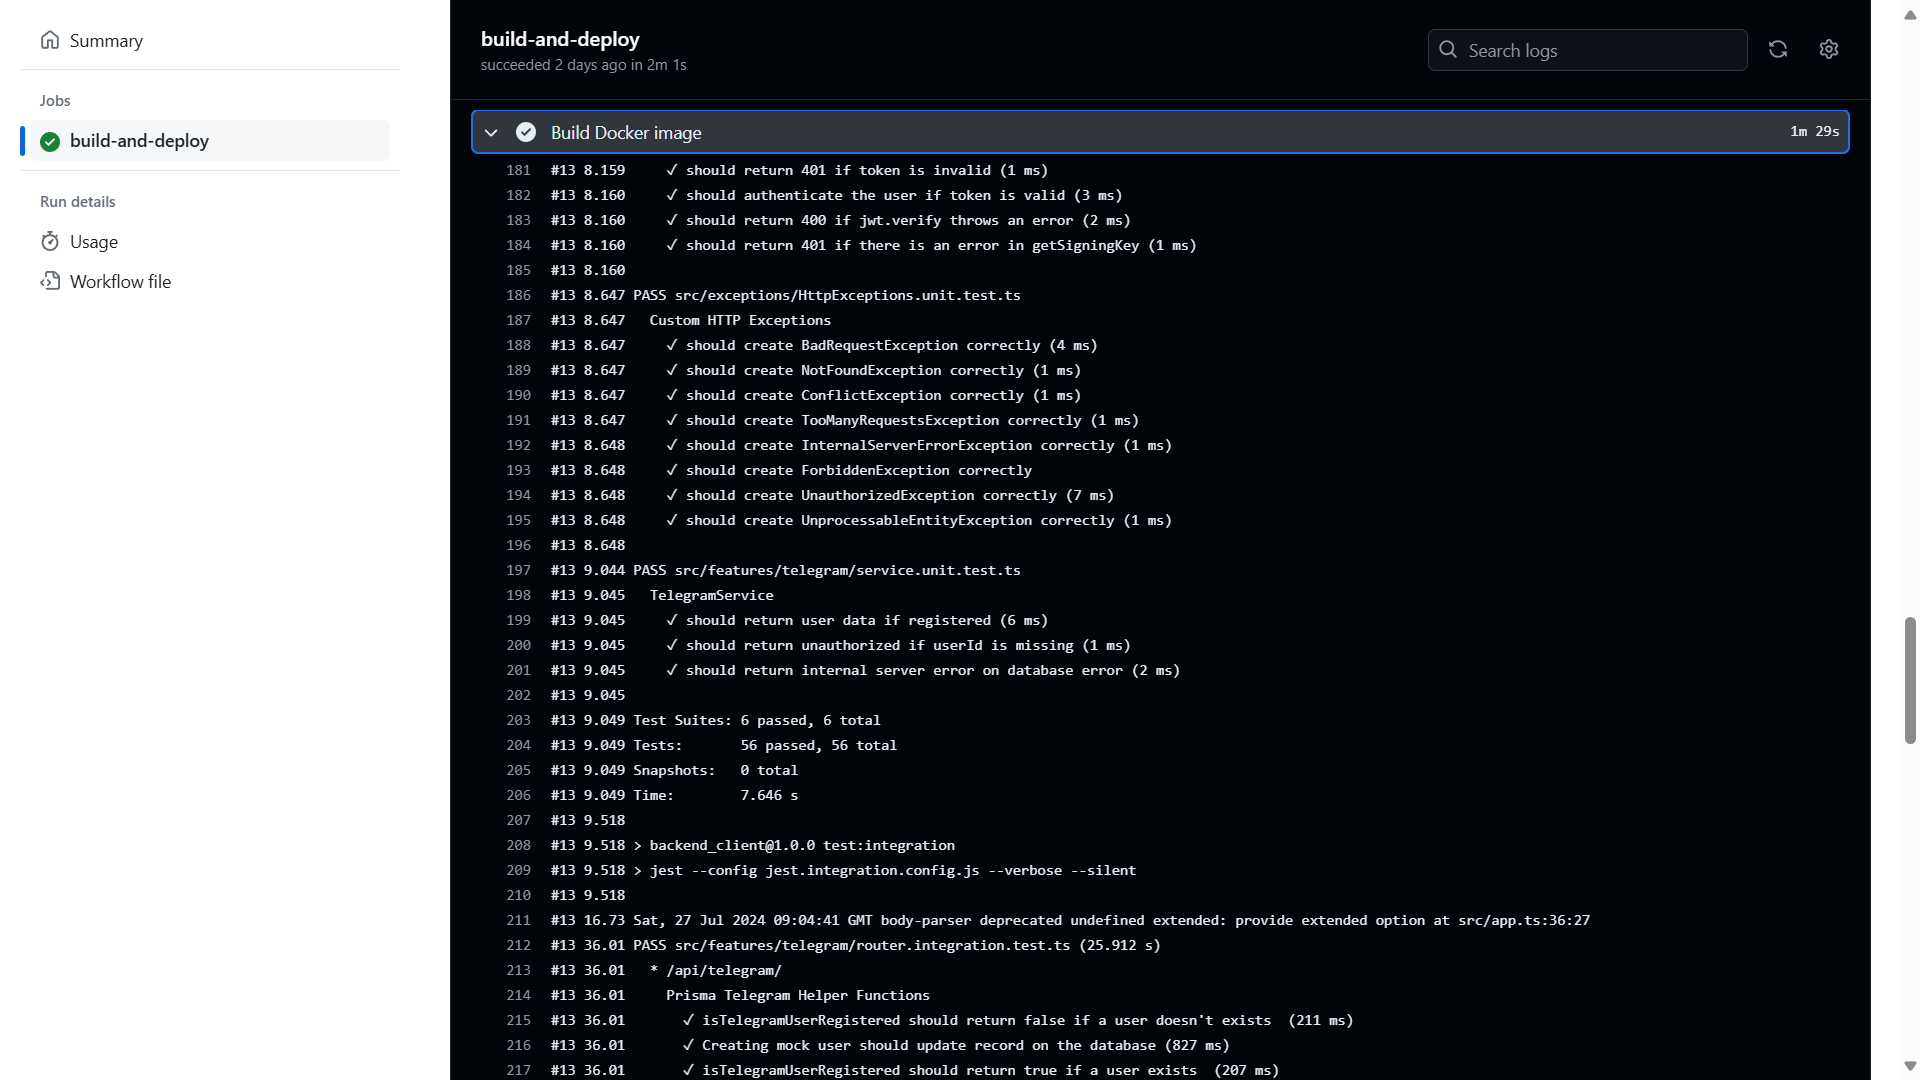 Summary
Jobs
build-and-deploy
Run details
Usage
Workflow file
build-and-deploy
succeeded 2 days ago in 2m 1s
Search logs
Build Docker image 1m 29s
181 #13 8.159 ✓ should return 401 if token is invalid (1 ms)
182 #13 8.160 ✓ should authenticate the user if token is valid (3 ms)
183 #13 8.160 ✓ should return 400 if jwt.verify throws an error (2 ms)
184 #13 8.160 ✓ should return 401 if there is an error in getSigningKey (1 ms)
185 #13 8.160
186 #13 8.647 PASS src/exceptions/HttpExceptions.unit.test.ts
187 #13 8.647 Custom HTTP Exceptions
188 #13 8.647 ✓ should create BadRequestException correctly (4 ms)
189 #13 8.647 ✓ should create NotFoundException correctly (1 ms)
190 #13 8.647 ✓ should create ConflictException correctly (1 ms)
191 #13 8.647 ✓ should create TooManyRequestsException correctly (1 ms)
192 #13 8.648 ✓ should create InternalServerErrorException correctly (1 ms)
193 #13 8.648 ✓ should create ForbiddenException correctly
194 #13 8.648 ✓ should create UnauthorizedException correctly (7 ms)
195 #13 8.648 ✓ should create UnprocessableEntityException correctly (1 ms)
196 #13 8.648
197 #13 9.044 PASS src/features/telegram/service.unit.test.ts
198 #13 9.045 TelegramService
199 #13 9.045 ✓ should return user data if registered (6 ms)
200 #13 9.045 ✓ should return unauthorized if userId is missing (1 ms)
201 #13 9.045 ✓ should return internal server error on database error (2 ms)
202 #13 9.045
203 #13 9.049 Test Suites: 6 passed, 6 total
204 #13 9.049 Tests: 56 passed, 56 total
205 #13 9.049 Snapshots: 0 total
206 #13 9.049 Time: 7.646 s
207 #13 9.518
208 #13 9.518 > backend_client@1.0.0 test:integration
209 #13 9.518 > jest --config jest.integration.config.js --verbose --silent
210 #13 9.518
211 #13 16.73 Sat, 27 Jul 2024 09:04:41 GMT body-parser deprecated undefined extended: provide extended option at src/app.ts:36:27
212 #13 36.01 PASS src/features/telegram/router.integration.test.ts (25.912 s)
213 #13 36.01 * /api/telegram/
214 #13 36.01 Prisma Telegram Helper Functions
215 #13 36.01 ✓ isTelegramUserRegistered should return false if a user doesn't exists (211 ms)
216 #13 36.01 ✓ Creating mock user should update record on the database (827 ms)
217 #13 36.01 ✓ isTelegramUserRegistered should return true if a user exists (207 ms)